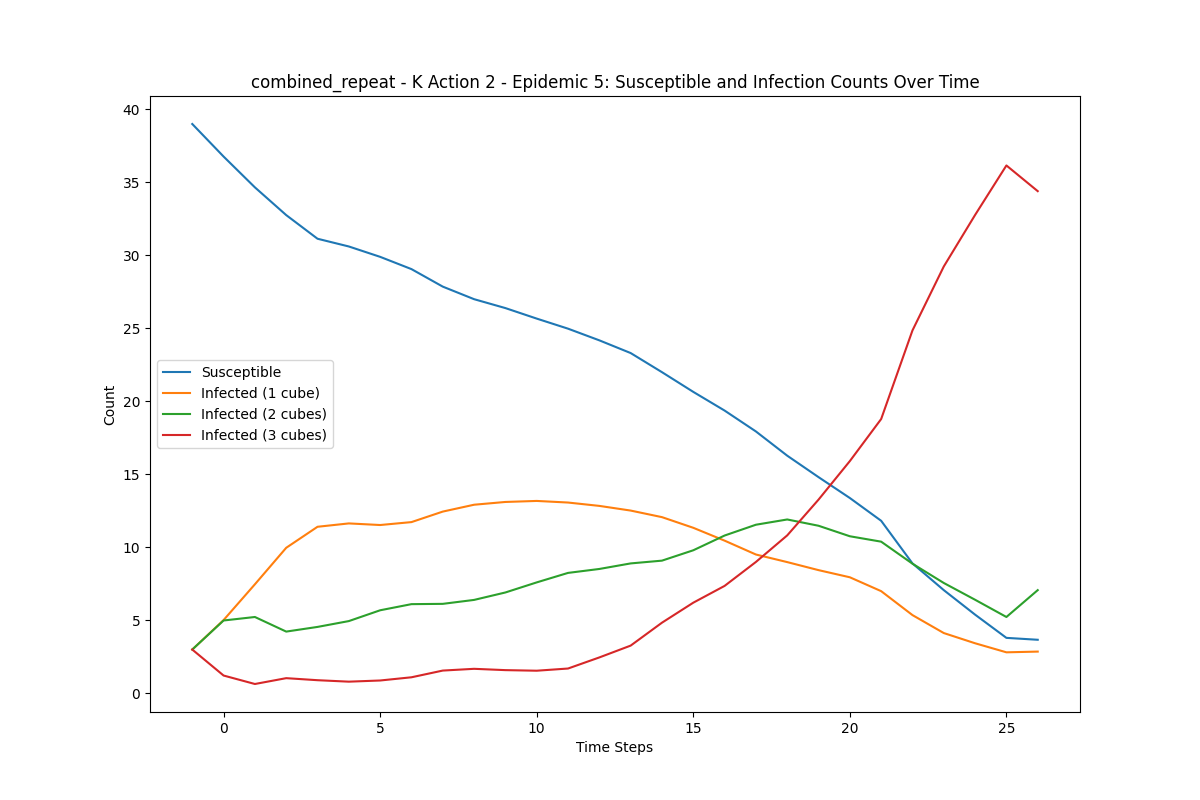 combined_repeat - K Action 2 - Epidemic 5: Susceptible and Infection Counts Over Time
40
35
30
25
20
15
10
5
0
Count
Susceptible
Infected (1 cube)
Infected (2 cubes)
Infected (3 cubes)
0 5 10 15 20 25
Time Steps